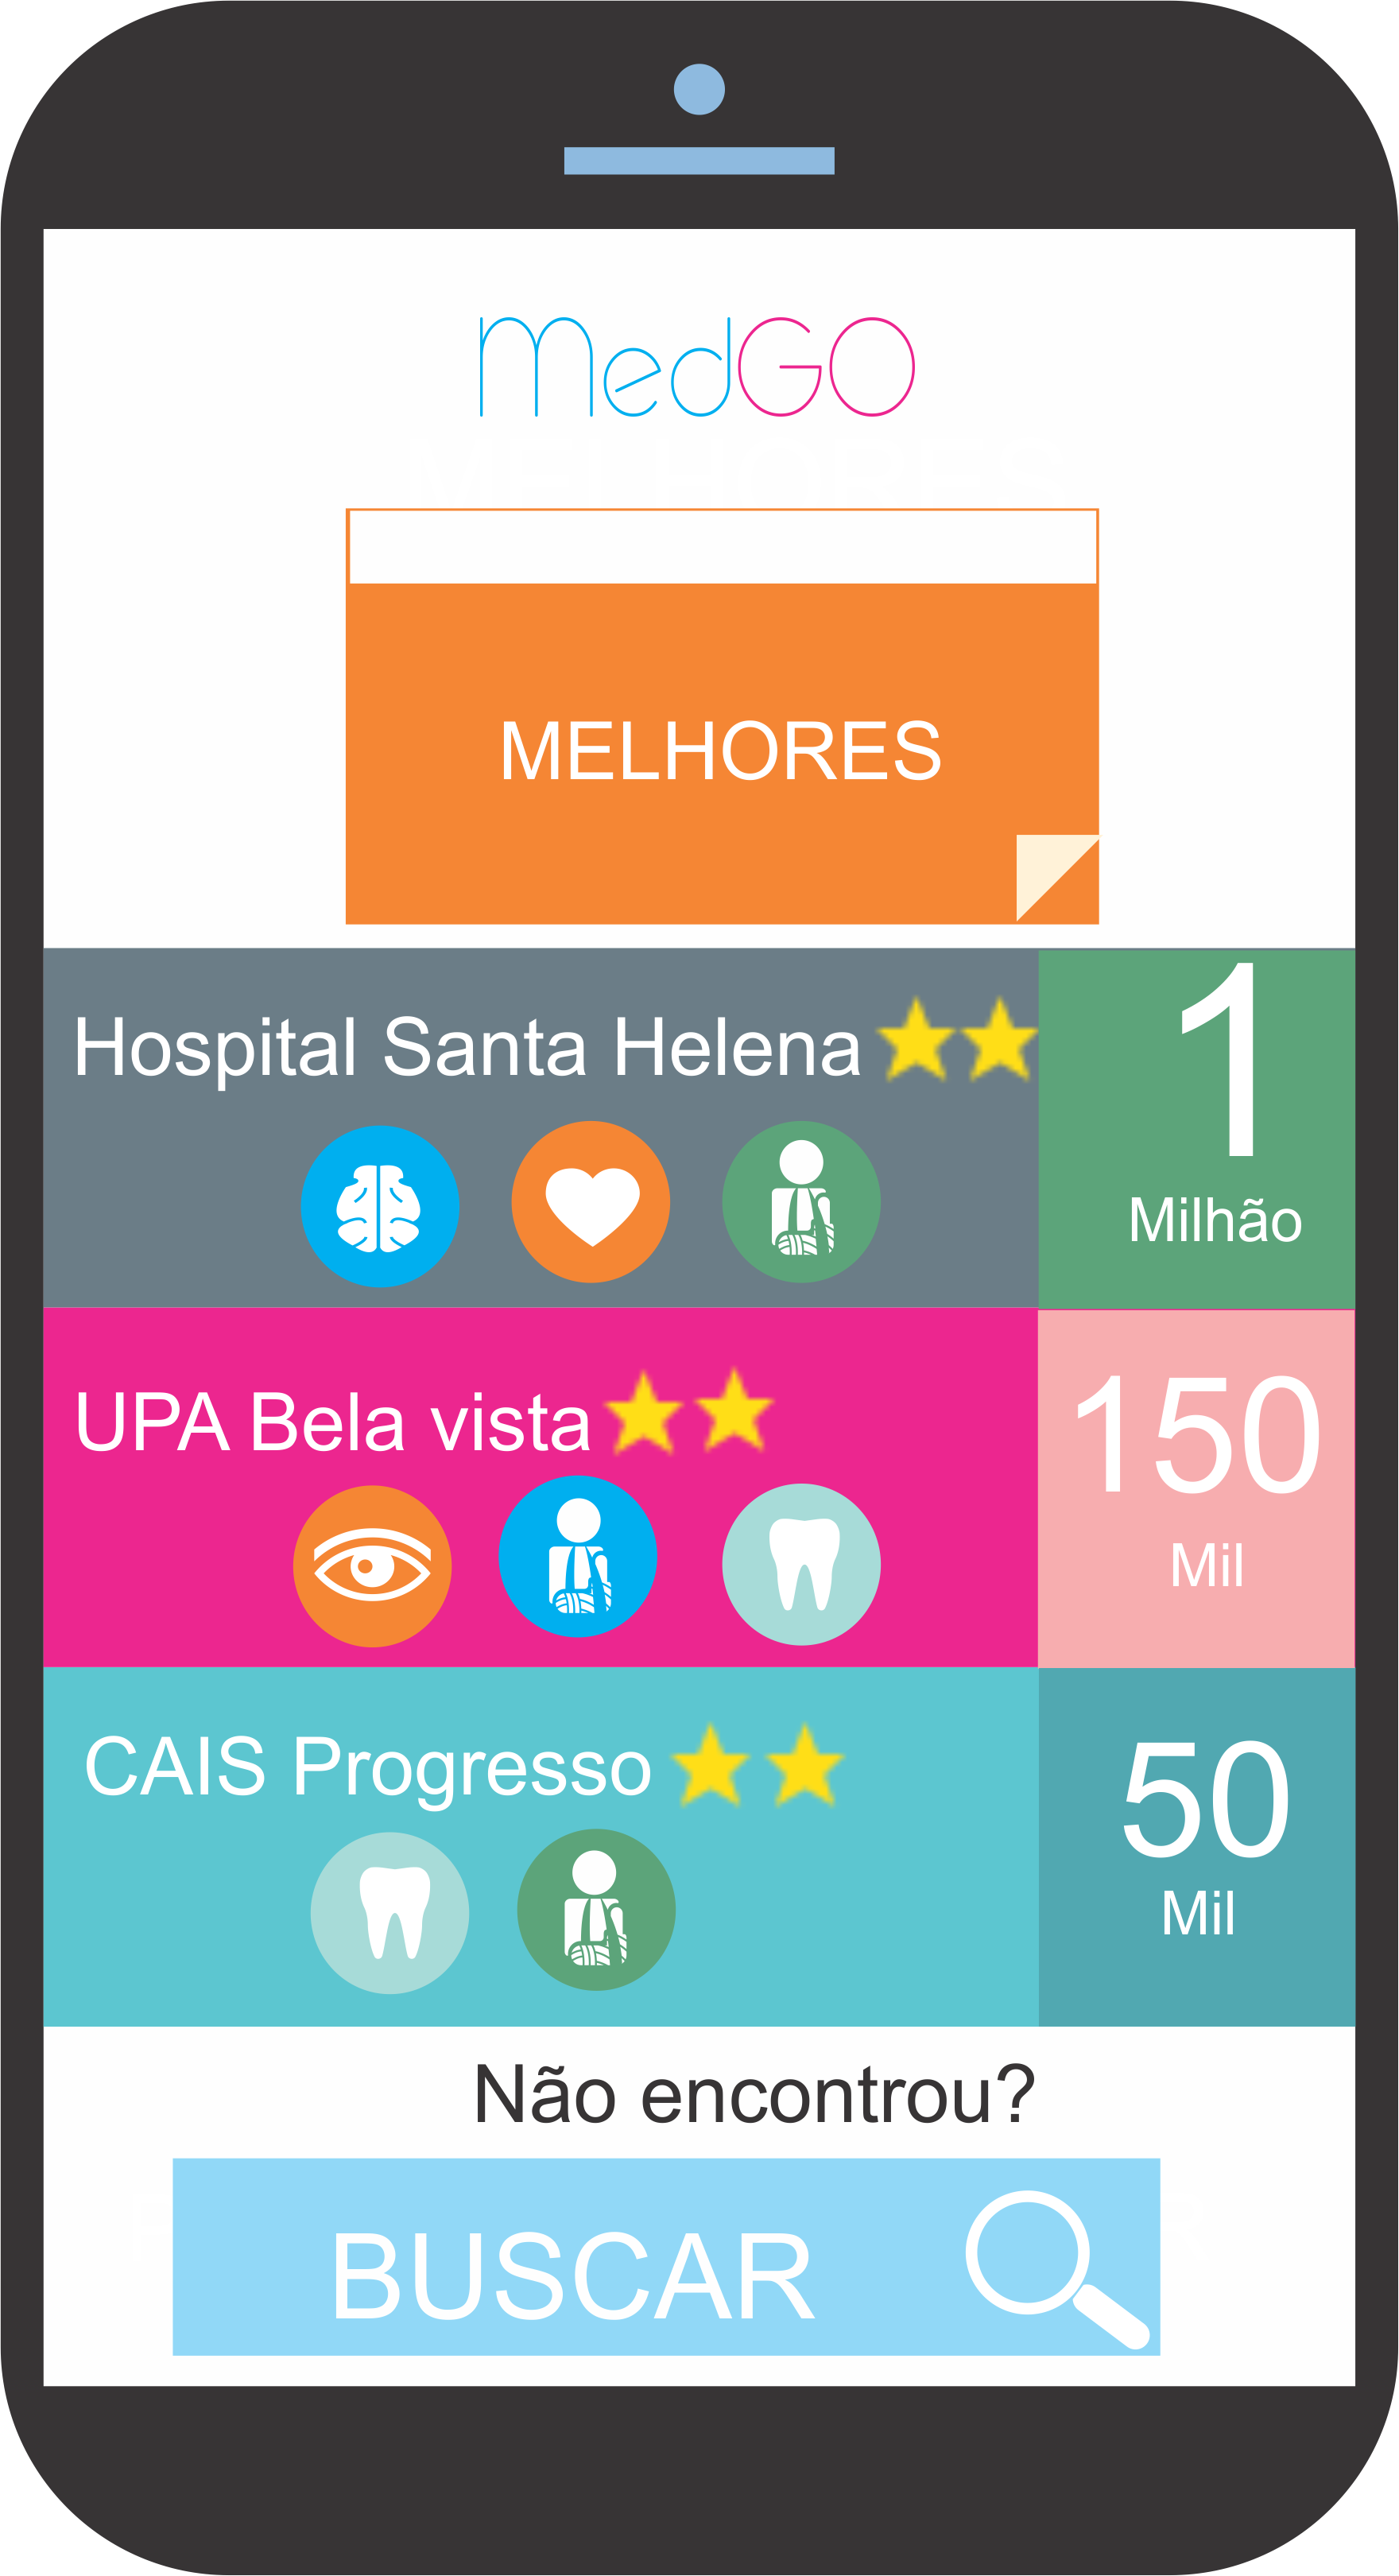 MedGO
MELHORES
Hospital Santa Helena
1
Milhão
UPA Bela vista
150
Mil
CAIS Progresso
50
Mil
Não encontrou?
BUSCAR